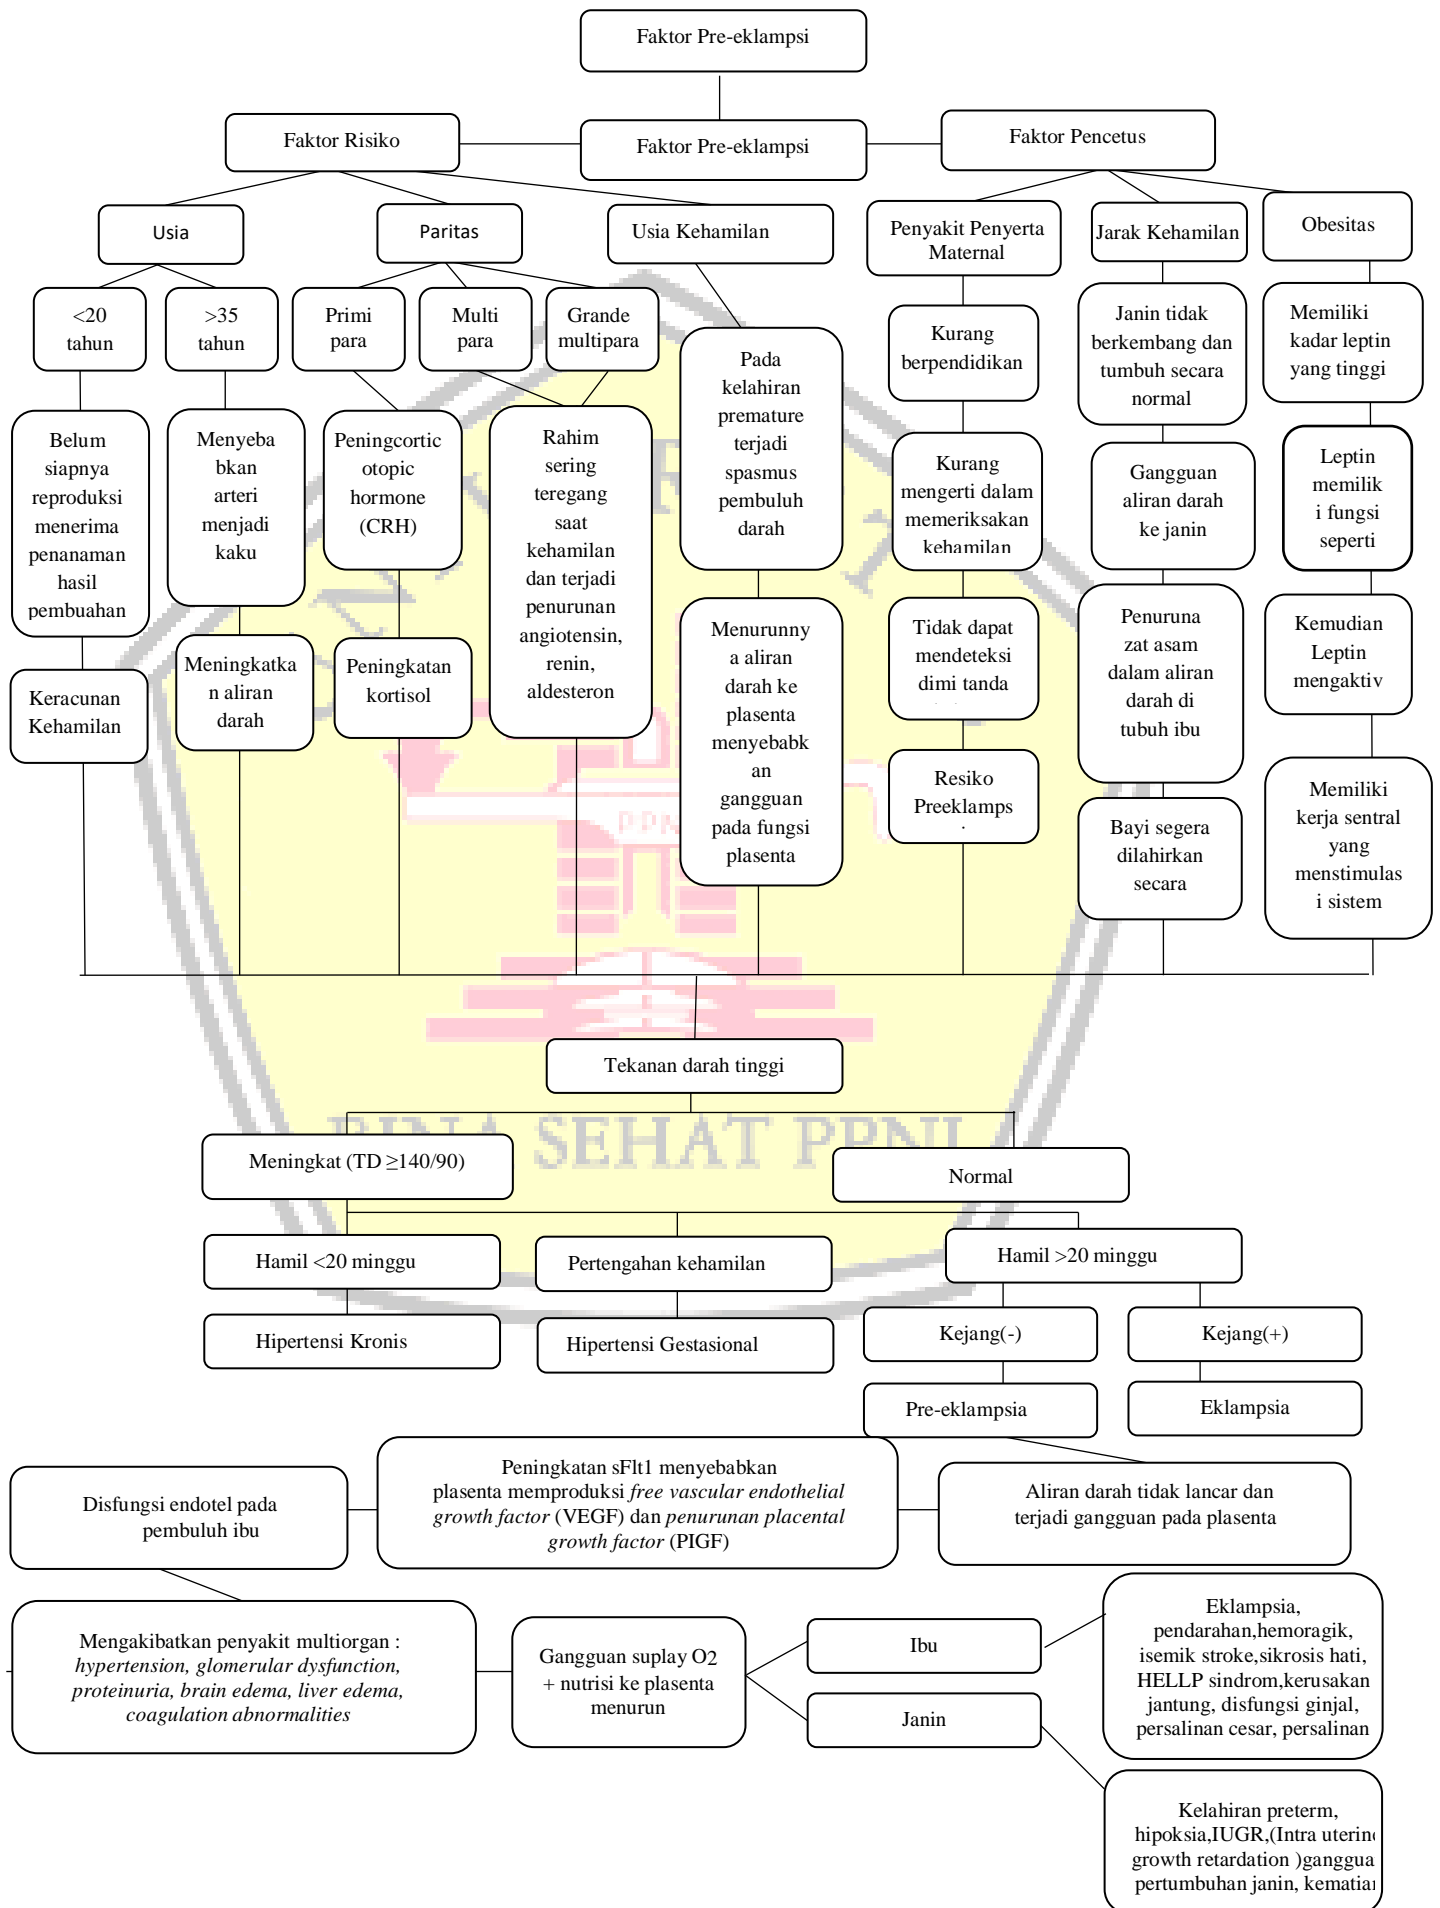 Faktor Pre-eklampsi
Faktor Risiko
Faktor Pre-eklampsi
Faktor Pencetus
Usia
Paritas
Usia Kehamilan
Penyakit Penyerta
Maternal
Jarak Kehamilan
Obesitas
<20
tahun
>35
tahun
Primi
para
Multi
para
Grande
multipara
Pada
kelahiran
premature
terjadi
spasmus
pembuluh
darah
Kurang
berpendidikan
Janin tidak
berkembang dan
tumbuh secara
normal
Memiliki
kadar leptin
yang tinggi
Belum
siapnya
reproduksi
menerima
penanaman
hasil
pembuahan
Menyeba
bkan
arteri
menjadi
kaku
Peningcortic
otopic
hormone
(CRH)
Rahim
sering
teregang
saat
kehamilan
dan terjadi
penurunan
angiotensin,
renin,
aldesteron
Kurang
mengerti dalam
memeriksakan
kehamilan
Gangguan
aliran darah
ke janin
Leptin
memilik
i fungsi
seperti
Keracunan
Kehamilan
Meningkatka
n aliran
darah
Peningkatan
kortisol
Menurunny
a aliran
darah ke
plasenta
menyebabk
an
gangguan
pada fungsi
plasenta
Tidak dapat
mendeteksi
dimi tanda
Penuruna
zat asam
dalam aliran
darah di
tubuh ibu
Kemudian
Leptin
mengaktiv
Resiko
Preeklamps
Bayi segera
dilahirkan
secara
Memiliki
kerja sentral
yang
menstimulas
i sistem
PPNI
Tekanan darah tinggi
BINA SEHAT PPNI
Meningkat (TD ≥140/90)
Normal
Hamil <20 minggu
Pertengahan kehamilan
Hamil >20 minggu
Hipertensi Kronis
Hipertensi Gestasional
Kejang(-)
Kejang(+)
Pre-eklampsia
Eklampsia
Disfungsi endotel pada
pembuluh ibu
Peningkatan sFlt1 menyebabkan
plasenta memproduksi free vascular endothelial
growth factor (VEGF) dan penurunan placental
growth factor (PIGF)
Aliran darah tidak lancar dan
terjadi gangguan pada plasenta
Mengakibatkan penyakit multiorgan :
hypertension, glomerular dysfunction,
proteinuria, brain edema, liver edema,
coagulation abnormalities
Gangguan suplay O2
+ nutrisi ke plasenta
menurun
Ibu
Janin
Eklampsia,
pendarahan,hemoragik,
isemik stroke,sikrosis hati,
HELLP sindrom,kerusakan
jantung, disfungsi ginjal,
persalinan cesar, persalinan
Kelahiran preterm,
hipoksia,IUGR,(Intra uterine
growth retardation )ganggua
pertumbuhan janin, kematian